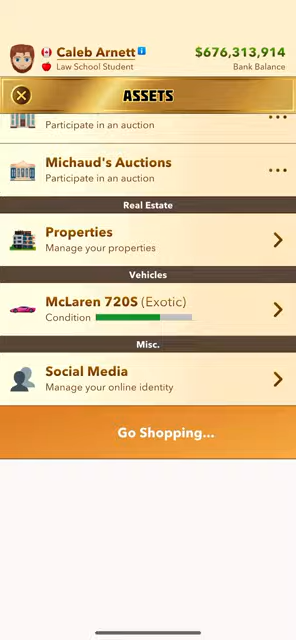 Caleb Arnett
Law School Student
$676,313,914
Bank Balance
ASSETS
Participate in an auction
Michaud's Auctions
Participate in an auction
Real Estate
Properties
Manage your properties
Vehicles
McLaren 720S (Exotic)
Condition
Misc.
Social Media
Manage your online identity
Go Shopping...